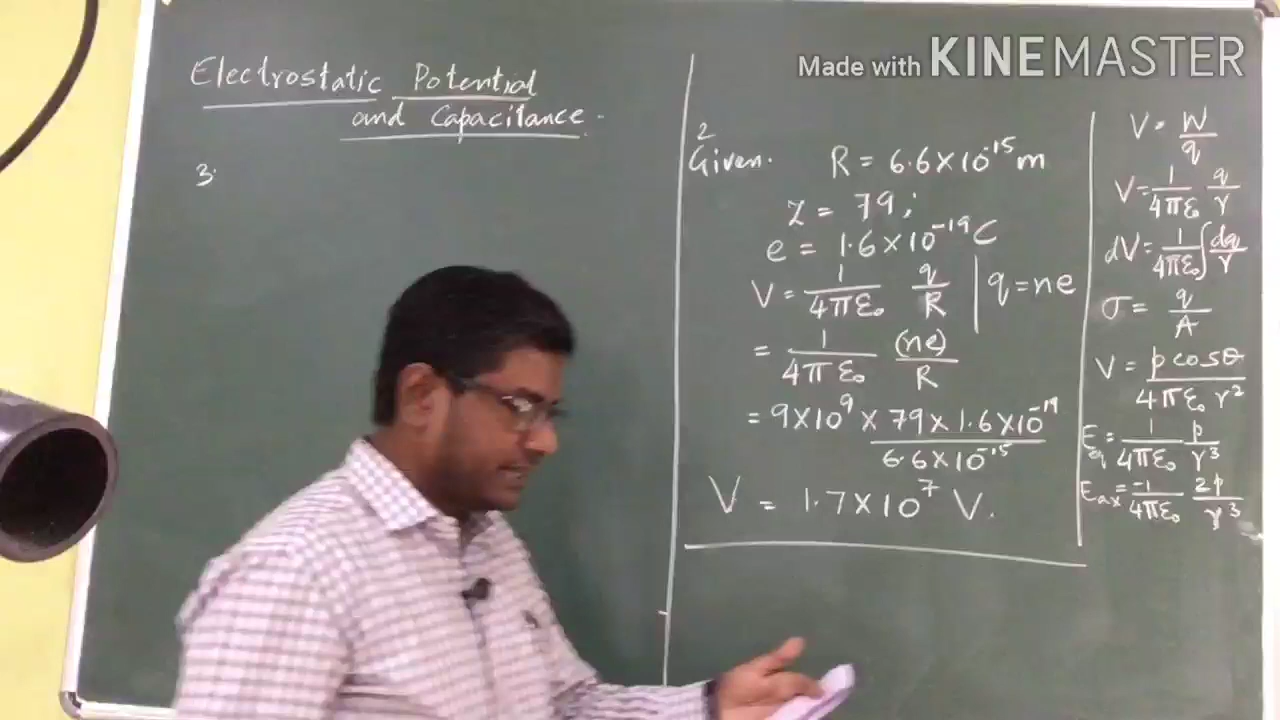 Made with KINEMASTER
Electrostatic Potential
and Capacitance.
3.
2
Given. R = 6.6×10⁻¹⁵ m
Z = 79;
e = 1.6×10⁻¹⁹ C
V = 1/4πε₀ q/R | q = ne
= 1/4πε₀ (ne)/R
= 9×10⁹ × 79×1.6×10⁻¹⁹/6.6×10⁻¹⁵
V = 1.7×10⁷ V.
V = W/q
V = 1/4πε₀ q/r
dV = 1/4πε₀ ∫ dq/r
σ = q/A
V = p cosθ/4πε₀ r²
E_eq = 1/4πε₀ p/r³
E_ax = -1/4πε₀ 2p/r³